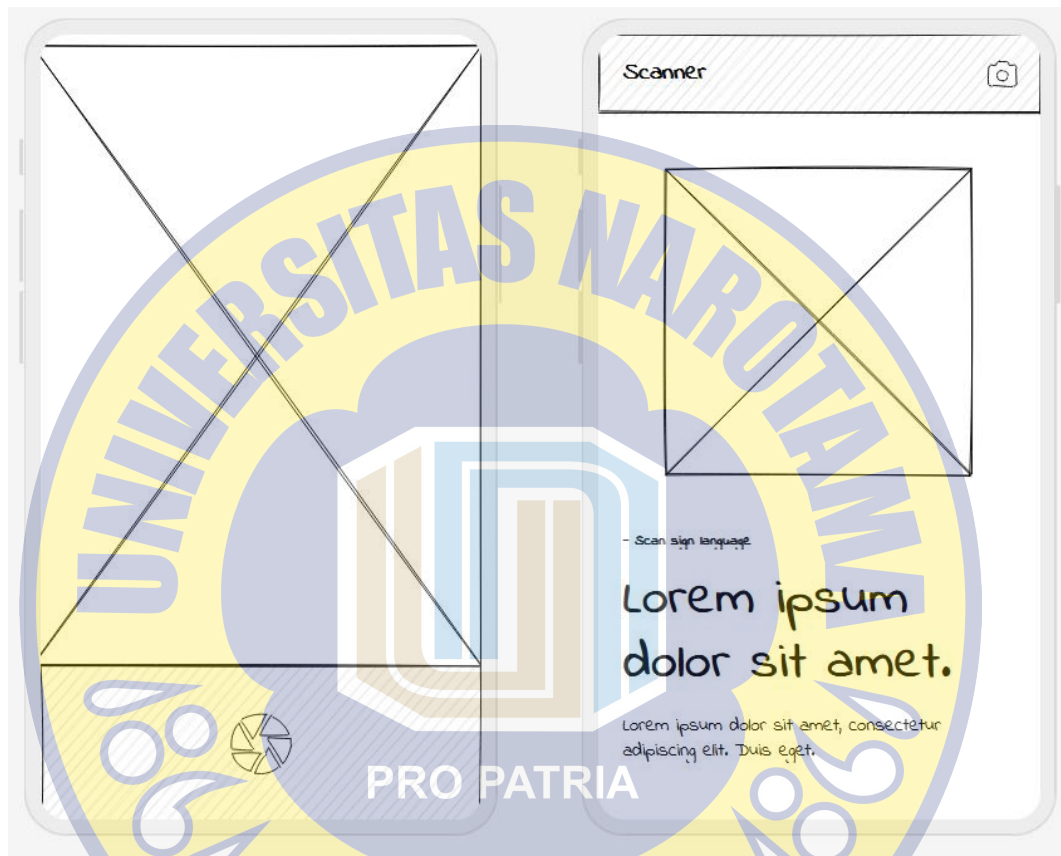 Scanner
- Scan sign language
Lorem ipsum
dolor sit amet.
Lorem ipsum dolor sit amet, consectetur
adipiscing elit. Duis eget.
UNIVERSITAS NAROTAMA
PRO PATRIA